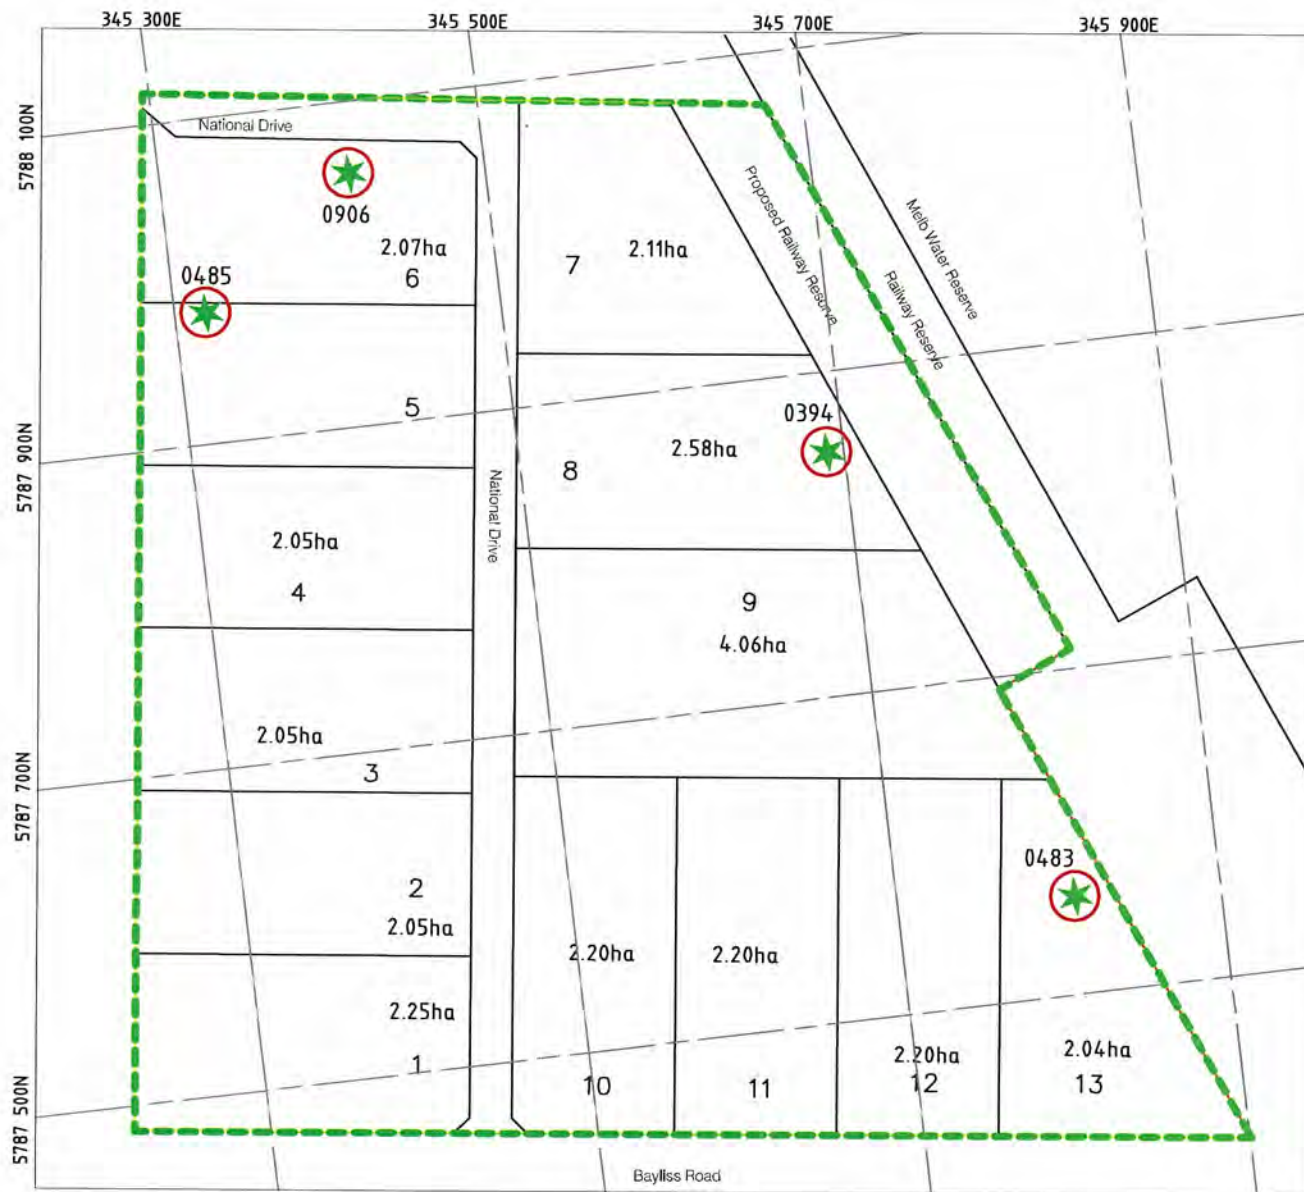 345 300E
345 500E
345 700E
345 900E
5788 100N
National Drive
0906
2.07ha
6
0485
7
2.11ha
Proposed Railway Reserve
Railway Reserve
Melb Water Reserve
5787 900N
5
0394
8
2.58ha
National Drive
2.05ha
4
9
4.06ha
2.05ha
3
5787 700N
2
2.05ha
0483
2.20ha
2.20ha
2.25ha
1
2.20ha
2.04ha
10
11
12
13
5787 500N
Bayliss Road